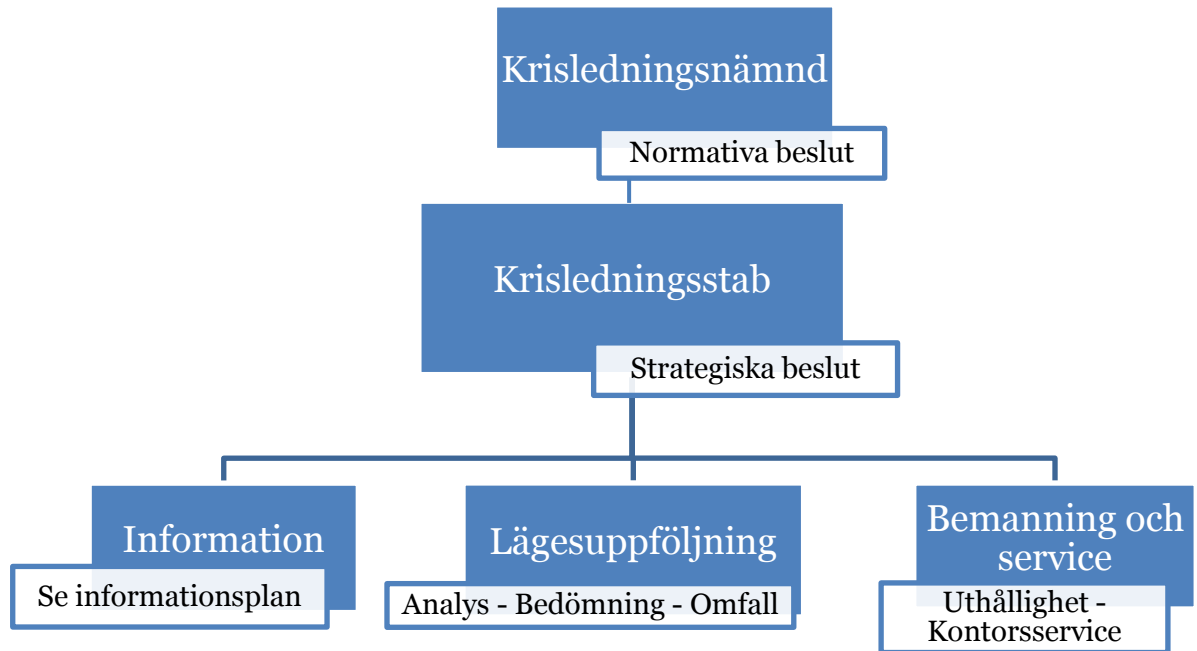 Krisledningsnämnd
Normativa beslut
Krisledningsstab
Strategiska beslut
Information
Se informationsplan
Lägesuppföljning
Analys - Bedömning - Omfall
Bemanning och
service
Uthållighet -
Kontorsservice